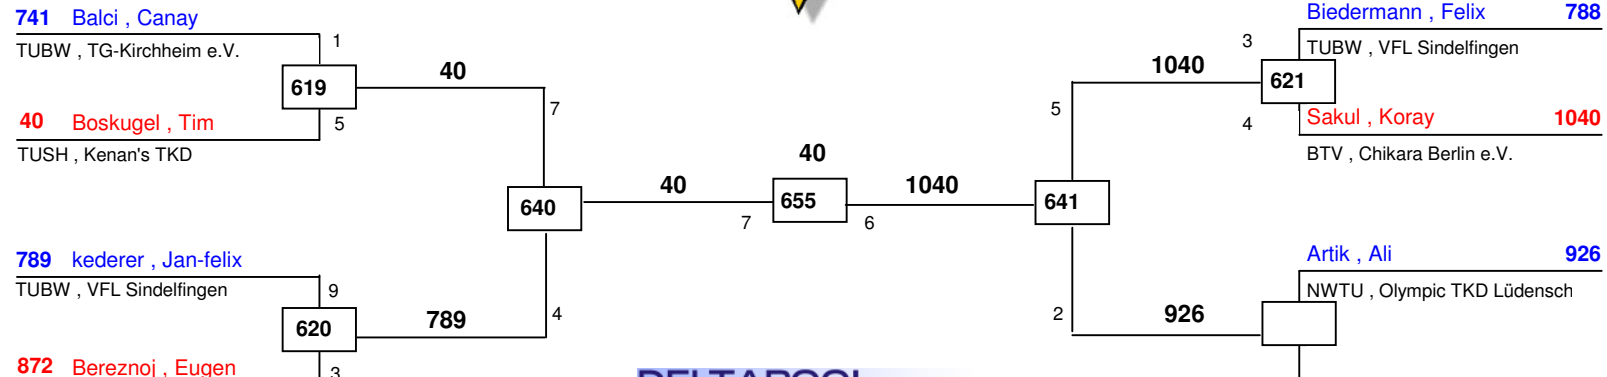 741 Balci , Canay
TUBW , TG-Kirchheim e.V.
1
619
40
40 Boskugel , Tim
5
TUSH , Kenan's TKD
7
640
40
789 kederer , Jan-felix
TUBW , VFL Sindelfingen
9
620
789
4
872 Bereznoj , Eugen
3
40
655
7
6
1040
641
Biedermann , Felix 788
TUBW , VFL Sindelfingen
3
621
1040
5
4
Sakul , Koray 1040
BTV , Chikara Berlin e.V.
Artik , Ali 926
NWTU , Olympic TKD Lüdensch
2
926